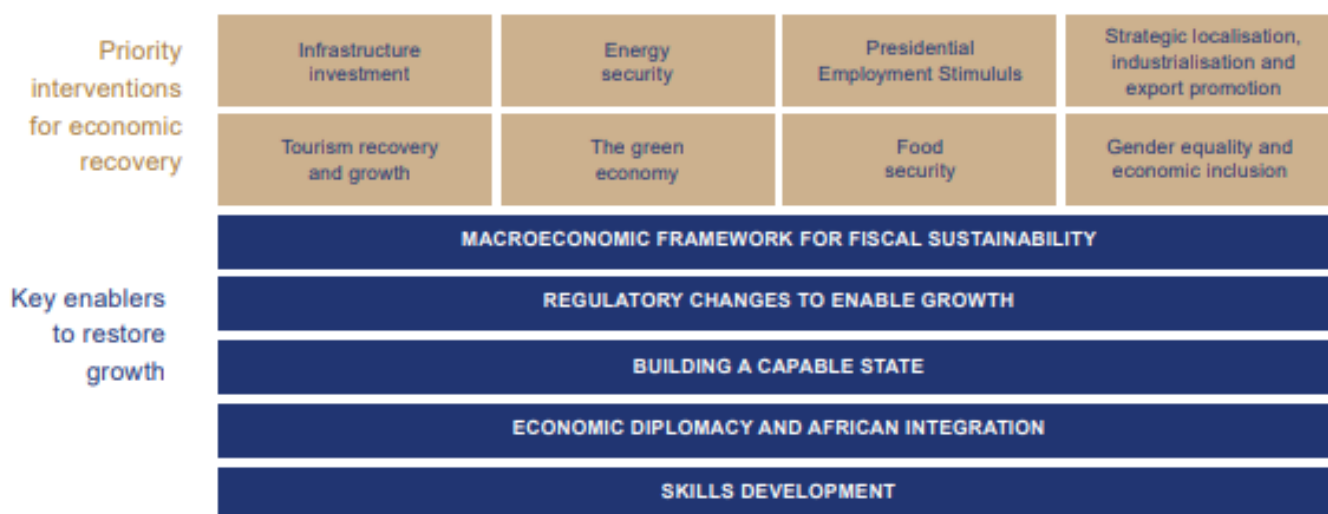 Priority
interventions
for economic
recovery
Infrastructure
investment
Energy
security
Presidential
Employment Stimululs
Strategic localisation,
industrialisation and
export promotion
Tourism recovery
and growth
The green
economy
Food
security
Gender equality and
economic inclusion
Key enablers
to restore
growth
MACROECONOMIC FRAMEWORK FOR FISCAL SUSTAINABILITY
REGULATORY CHANGES TO ENABLE GROWTH
BUILDING A CAPABLE STATE
ECONOMIC DIPLOMACY AND AFRICAN INTEGRATION
SKILLS DEVELOPMENT